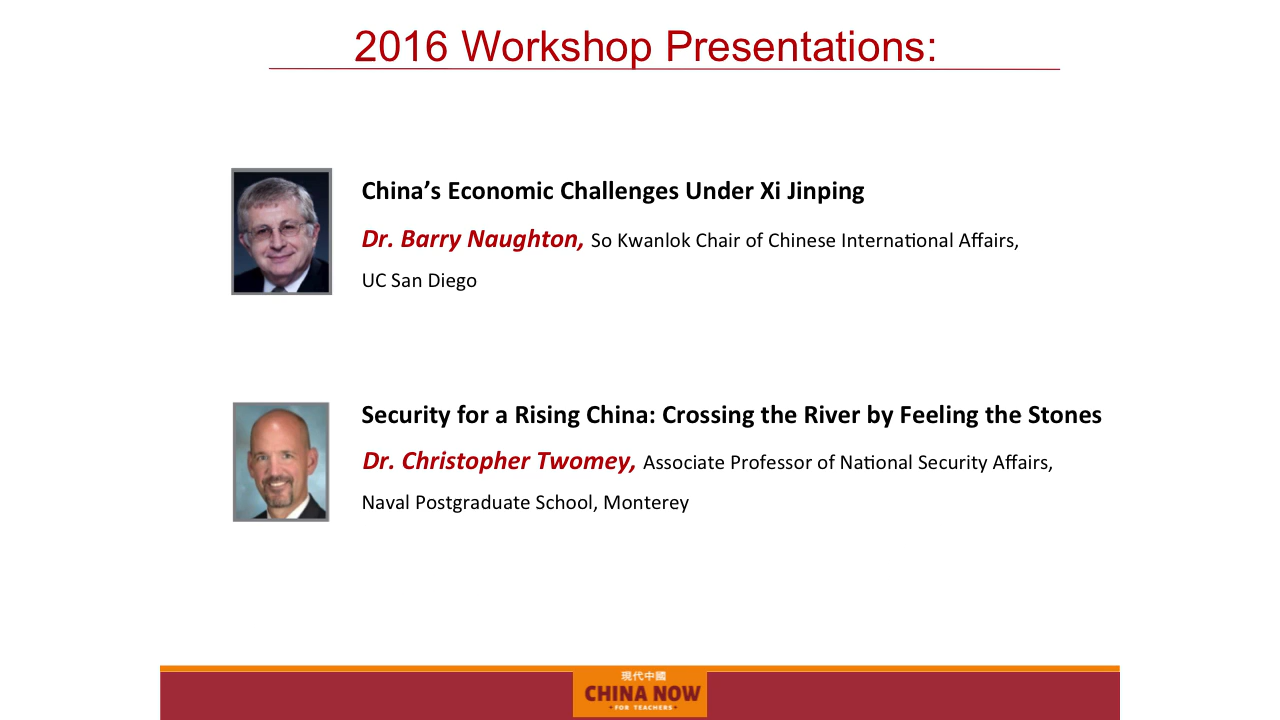 2016 Workshop Presentations:
China’s Economic Challenges Under Xi Jinping
Dr. Barry Naughton, So Kwanlok Chair of Chinese International Affairs,
UC San Diego
Security for a Rising China: Crossing the River by Feeling the Stones
Dr. Christopher Twomey, Associate Professor of National Security Affairs,
Naval Postgraduate School, Monterey
現代中國
CHINA NOW
FOR TEACHERS